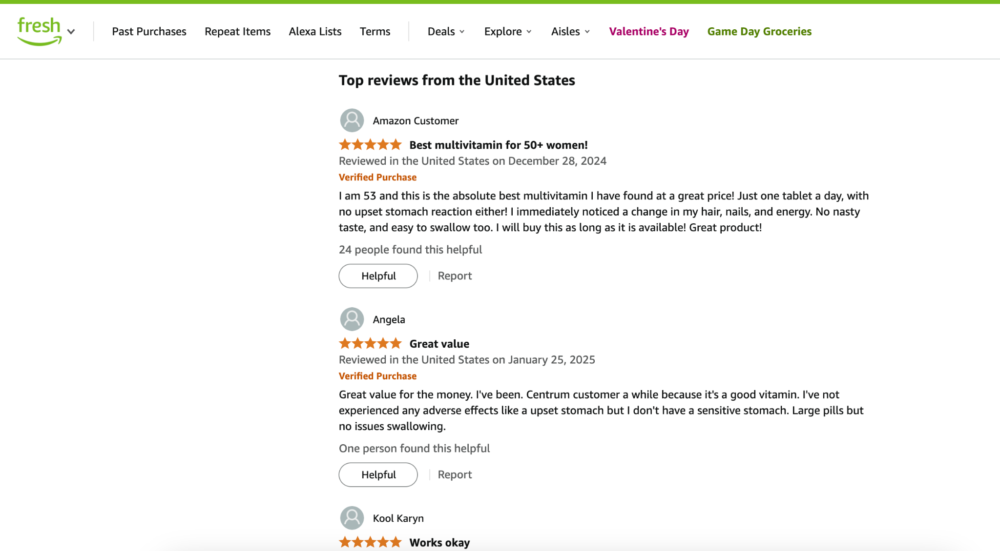 fresh
Past Purchases Repeat Items Alexa Lists Terms Deals Explore Aisles Valentine's Day Game Day Groceries
Top reviews from the United States
Amazon Customer
Best multivitamin for 50+ women!
Reviewed in the United States on December 28, 2024
Verified Purchase
I am 53 and this is the absolute best multivitamin I have found at a great price! Just one tablet a day, with
no upset stomach reaction either! I immediately noticed a change in my hair, nails, and energy. No nasty
taste, and easy to swallow too. I will buy this as long as it is available! Great product!
24 people found this helpful
Helpful Report
Angela
Great value
Reviewed in the United States on January 25, 2025
Verified Purchase
Great value for the money. I've been. Centrum customer a while because it's a good vitamin. I've not
experienced any adverse effects like a upset stomach but I don't have a sensitive stomach. Large pills but
no issues swallowing.
One person found this helpful
Helpful Report
Kool Karyn
Works okay